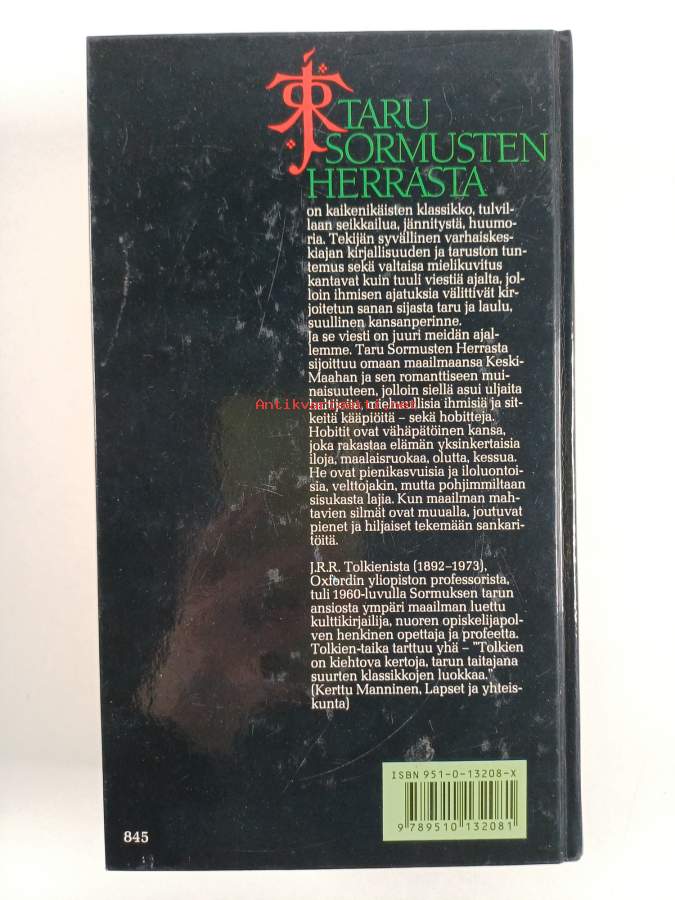 TARU
SORMUSTEN
HERRASTA
on kaikenikäisten klassikko, tulvil-
laan seikkailua, jännitystä, huumo-
ria. Tekijän syvällinen varhaiskes-
kiajan kirjallisuuden ja taruston tun-
temus sekä valtaisa mielikuvitus
kantavat kuin tuuli viestiä ajalta, jol-
loin ihmisen ajatuksia välittivät kir-
joitetun sanan sijasta taru ja laulu,
suullinen kansanperinne.
Ja se viesti on juuri meidän ajal-
lemme. Taru Sormusten Herrasta
sijoittuu omaan maailmaansa Keski-
Maahan ja sen romanttiseen mui-
naisuuteen, jolloin siellä asui uljaita
Antikvariaatti.net
haltijoita, miehuullisia ihmisiä ja sit-
keitä kääpiöitä – sekä hobitteja.
Hobitit ovat vähäpätöinen kansa,
joka rakastaa elämän yksinkertaisia
iloja, maalaisruokaa, olutta, kessua.
He ovat pienikasvuisia ja iloluontoi-
sia, velttojakin, mutta pohjimmiltaan
sisukasta lajia. Kun maailman mah-
tavien silmät ovat muualla, joutuvat
pienet ja hiljaiset tekemään sankari-
töitä.
J.R.R. Tolkienista (1892–1973),
Oxfordin yliopiston professorista,
tuli 1960-luvulla Sormuksen tarun
ansiosta ympäri maailman luettu
kulttikirjailija, nuoren opiskelijapol-
ven henkinen opettaja ja profeetta.
Tolkien-taika tarttuu yhä – "Tolkien
on kiehtova kertoja, tarun taitajana
suurten klassikkojen luokkaa."
(Kerttu Manninen, Lapset ja yhteis-
kunta)
ISBN 951-0-13208-X
9 789510 132081
845